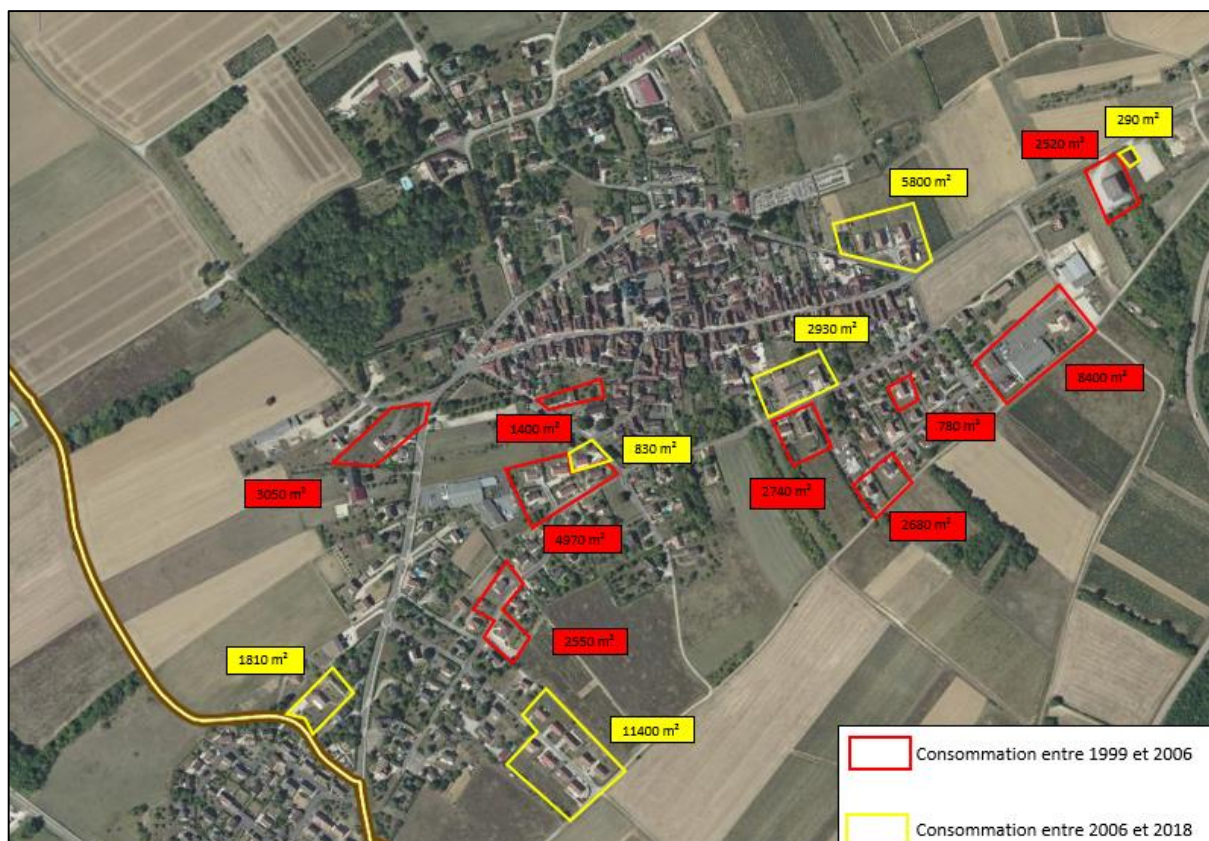 290 m²
2520 m²
5800 m²
2930 m²
8400 m²
1400 m²
780 m²
830 m²
3050 m²
2740 m²
2680 m²
4970 m²
2550 m²
1810 m²
11400 m²
Consommation entre 1999 et 2006
Consommation entre 2006 et 2018